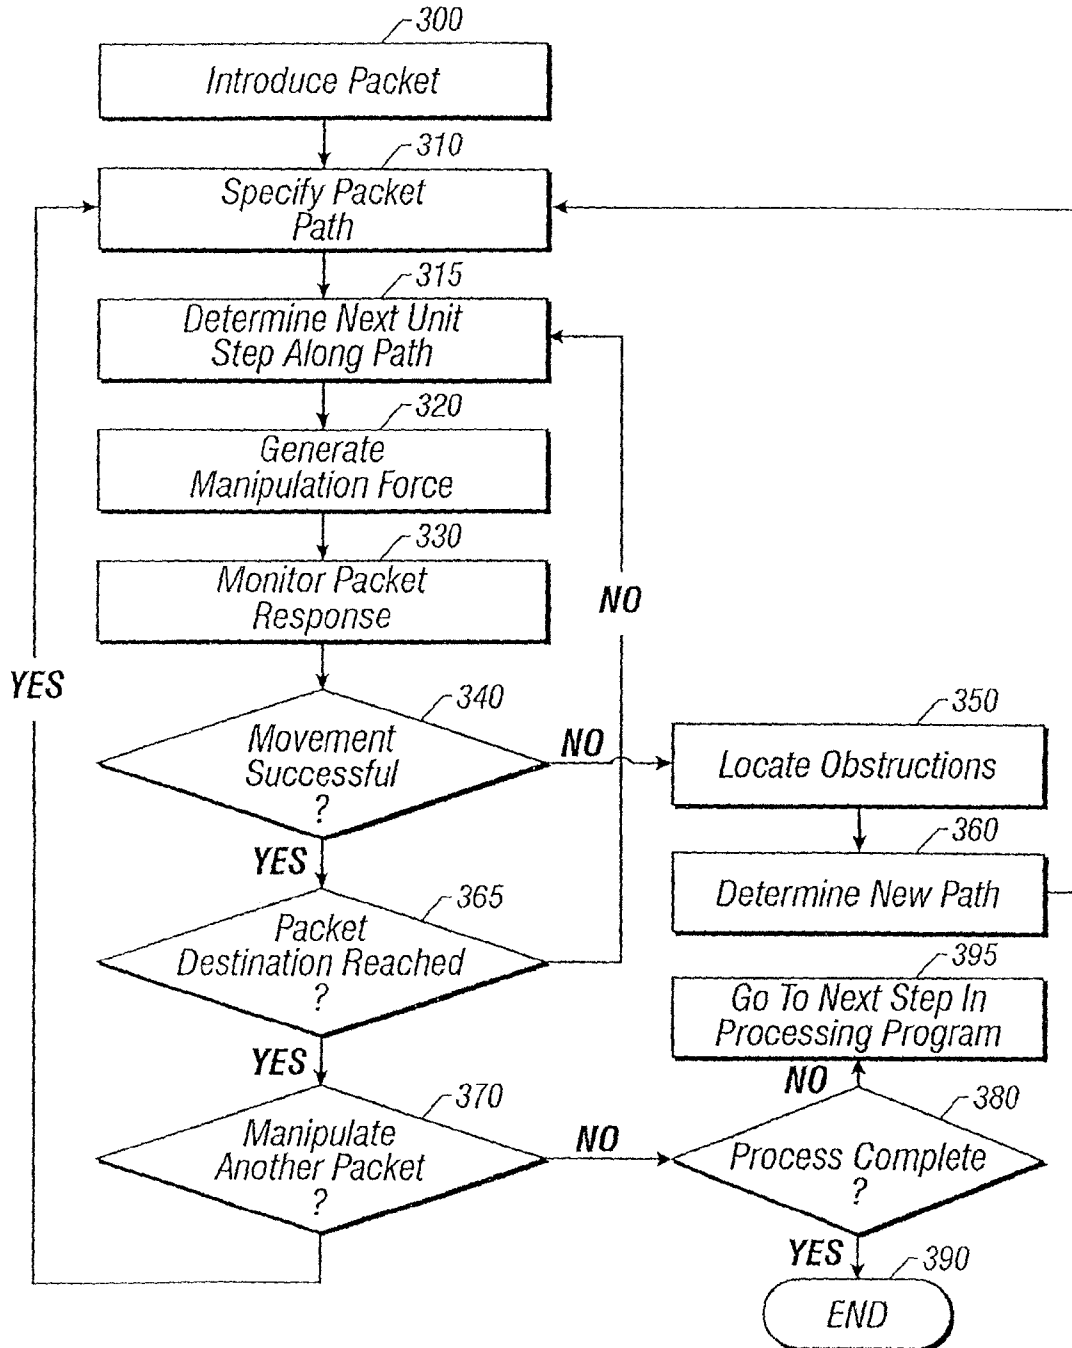 300
Introduce Packet
310
Specify Packet
Path
315
Determine Next Unit
Step Along Path
320
Generate
Manipulation Force
330
Monitor Packet
Response
NO
YES
340
Movement
Successful
?
NO
350
Locate Obstructions
YES
360
Determine New Path
365
Packet
Destination Reached
?
395
Go To Next Step In
Processing Program
YES
NO
370
Manipulate
Another Packet
?
NO
380
Process Complete
?
YES
390
END